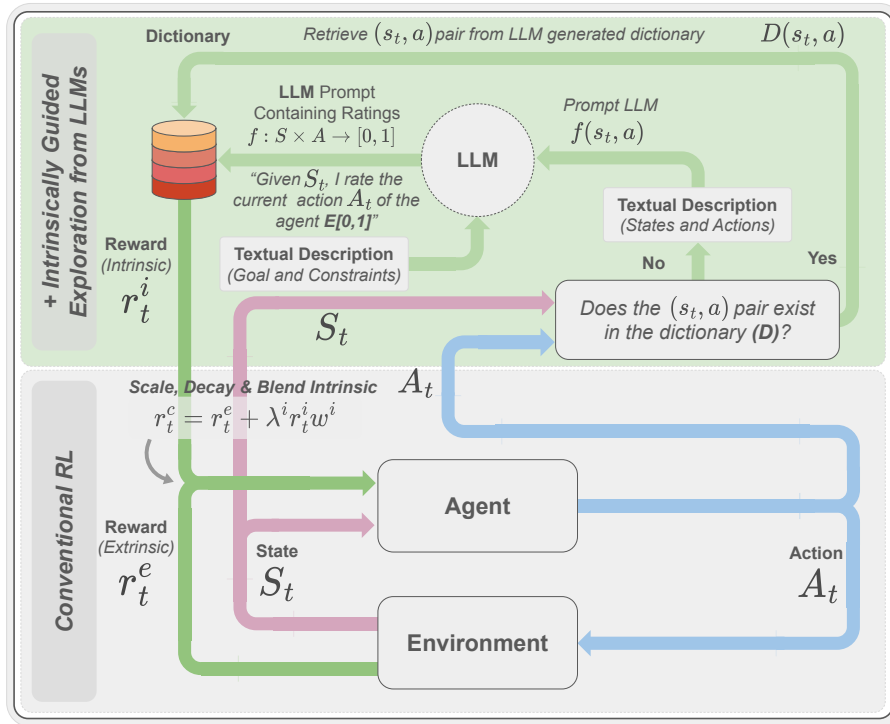 Dictionary
Retrieve (s_t, a) pair from LLM generated dictionary
D(s_t, a)
+ Intrinsically Guided
Exploration from LLMs
LLM Prompt
Containing Ratings
f : S × A → [0, 1]
Prompt LLM
f(s_t, a)
LLM
"Given S_t, I rate the
current action A_t of the
agent E[0,1]"
Textual Description
(States and Actions)
Textual Description
(Goal and Constraints)
Reward
(Intrinsic)
r_t^i
No
Yes
S_t
Does the (s_t, a) pair exist
in the dictionary (D)?
Scale, Decay & Blend Intrinsic
r_t^c = r_t^e + λ^i r_t^i w^i
A_t
Conventional RL
Agent
Reward
(Extrinsic)
r_t^e
State
S_t
Action
A_t
Environment